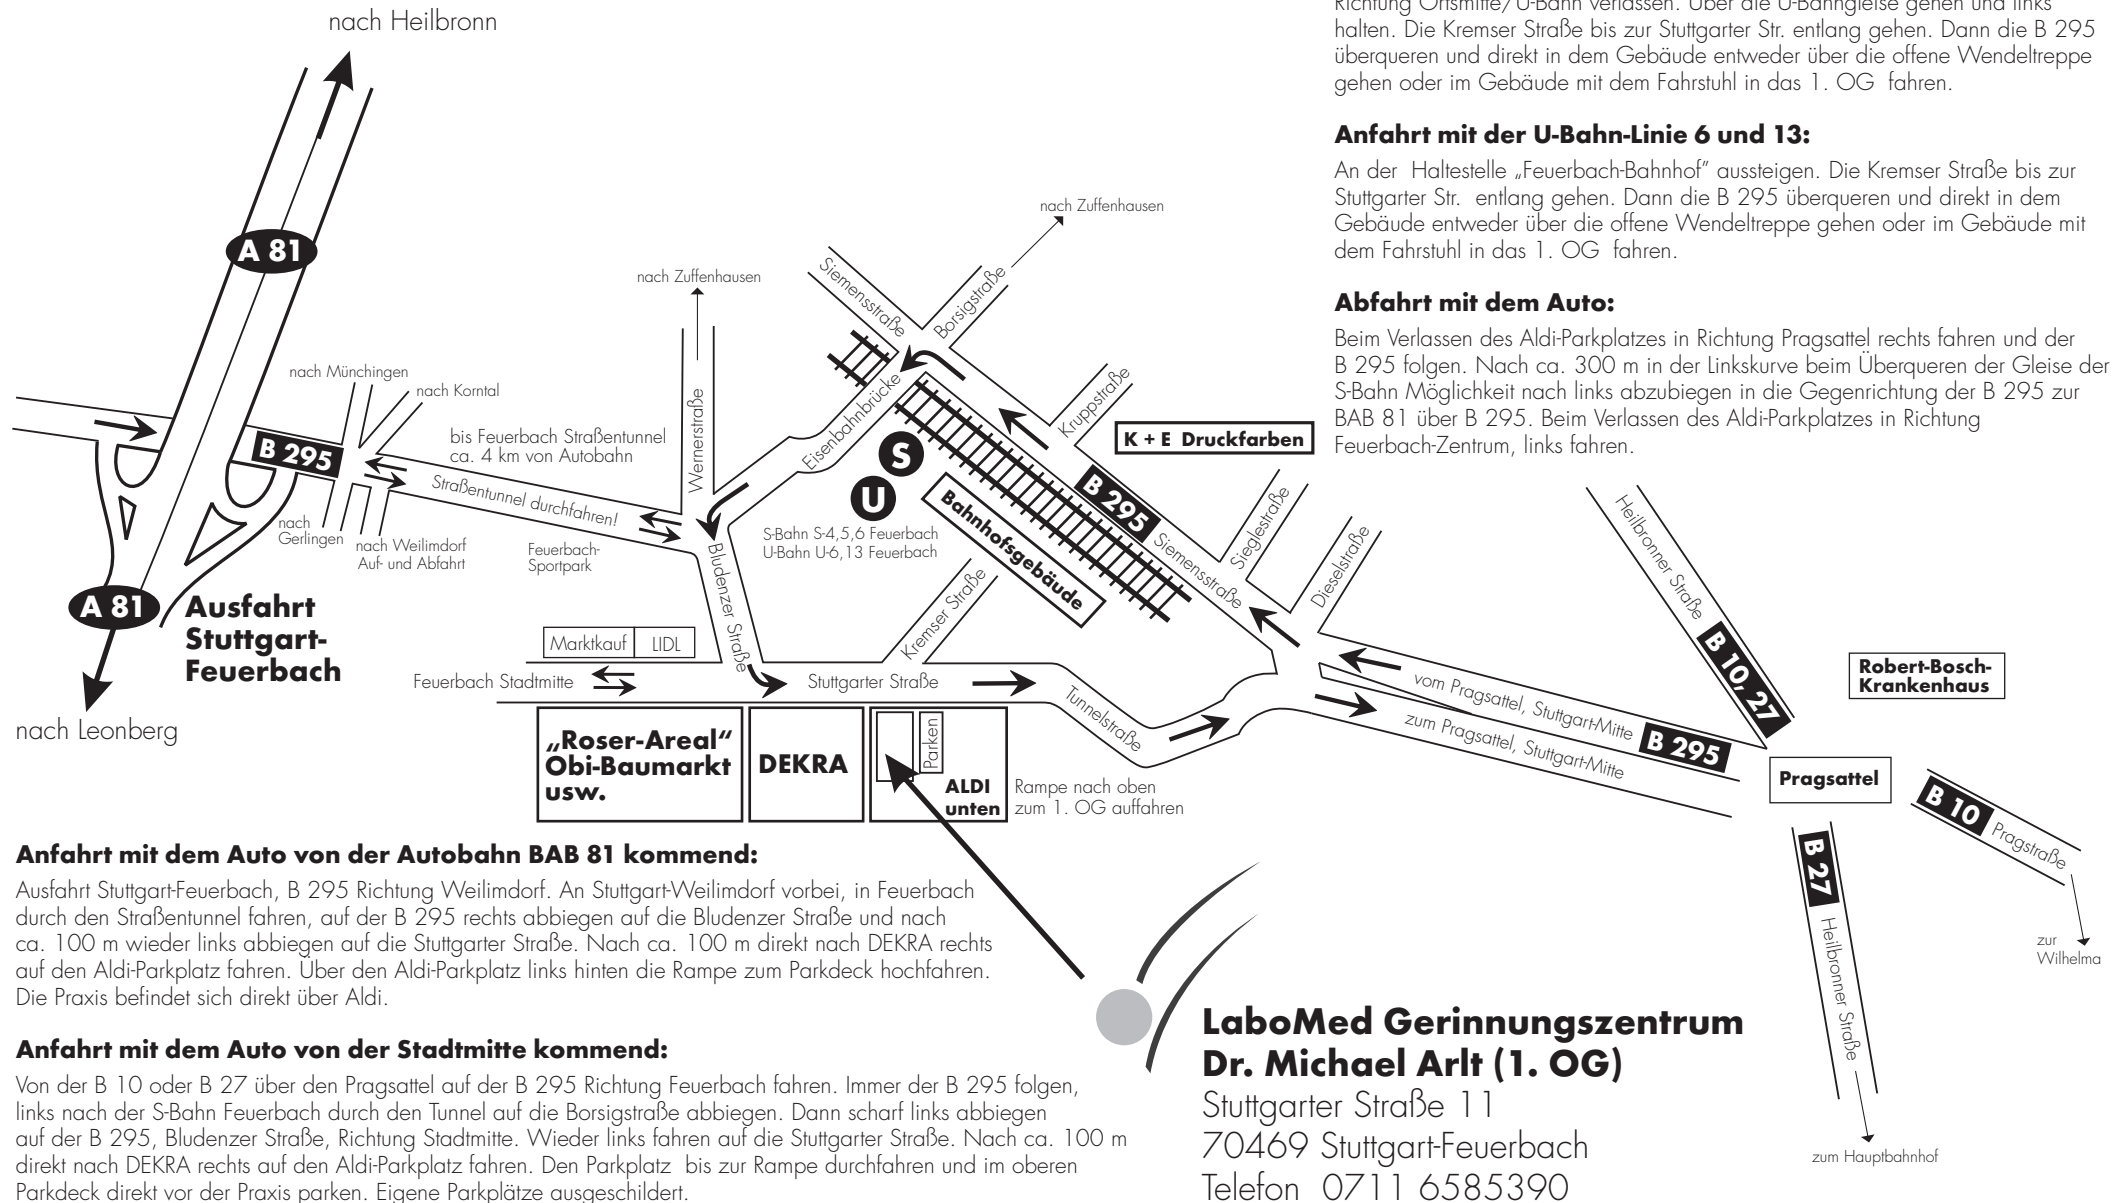 nach Heilbronn
Richtung Ortsmitte/U-Bahn verlassen. Über die U-Bahngleise gehen und links
halten. Die Kremser Straße bis zur Stuttgarter Str. entlang gehen. Dann die B 295
überqueren und direkt in dem Gebäude entweder über die offene Wendeltreppe
gehen oder im Gebäude mit dem Fahrstuhl in das 1. OG fahren.
Anfahrt mit der U-Bahn-Linie 6 und 13:
An der Haltestelle „Feuerbach-Bahnhof” aussteigen. Die Kremser Straße bis zur
Stuttgarter Str. entlang gehen. Dann die B 295 überqueren und direkt in dem
Gebäude entweder über die offene Wendeltreppe gehen oder im Gebäude mit
dem Fahrstuhl in das 1. OG fahren.
Abfahrt mit dem Auto:
Beim Verlassen des Aldi-Parkplatzes in Richtung Pragsattel rechts fahren und der
B 295 folgen. Nach ca. 300 m in der Linkskurve beim Überqueren der Gleise der
S-Bahn Möglichkeit nach links abzubiegen in die Gegenrichtung der B 295 zur
BAB 81 über B 295. Beim Verlassen des Aldi-Parkplatzes in Richtung
Feuerbach-Zentrum, links fahren.
A 81
nach Zuffenhausen
nach Zuffenhausen
Siemensstraße
Borsigstraße
nach Münchingen
nach Korntal
B 295
bis Feuerbach Straßentunnel
ca. 4 km von Autobahn
Straßentunnel durchfahren!
Wernerstraße
Eisenbahnbrücke
Kruppstraße
K + E Druckfarben
S
U
S-Bahn S-4,5,6 Feuerbach
U-Bahn U-6,13 Feuerbach
Bahnhofsgebäude
B 295
Siemensstraße
Sieglestraße
Dieselstraße
nach
Gerlingen
nach Weilimdorf
Auf- und Abfahrt
Feuerbach-
Sportpark
Bludenzer Straße
Kremser Straße
A 81
Ausfahrt
Stuttgart-
Feuerbach
nach Leonberg
Marktkauf
LIDL
Feuerbach Stadtmitte
Stuttgarter Straße
Tunnelstraße
„Roser-Areal“
Obi-Baumarkt
usw.
DEKRA
Parken
ALDI
unten
Rampe nach oben
zum 1. OG auffahren
vom Pragsattel, Stuttgart-Mitte
zum Pragsattel, Stuttgart-Mitte
B 295
Heilbronner Straße
B 10, 27
Robert-Bosch-
Krankenhaus
Pragsattel
B 10
Pragstraße
zur
Wilhelma
B 27
Heilbronner Straße
zum Hauptbahnhof
Anfahrt mit dem Auto von der Autobahn BAB 81 kommend:
Ausfahrt Stuttgart-Feuerbach, B 295 Richtung Weilimdorf. An Stuttgart-Weilimdorf vorbei, in Feuerbach
durch den Straßentunnel fahren, auf der B 295 rechts abbiegen auf die Bludenzer Straße und nach
ca. 100 m wieder links abbiegen auf die Stuttgarter Straße. Nach ca. 100 m direkt nach DEKRA rechts
auf den Aldi-Parkplatz fahren. Über den Aldi-Parkplatz links hinten die Rampe zum Parkdeck hochfahren.
Die Praxis befindet sich direkt über Aldi.
Anfahrt mit dem Auto von der Stadtmitte kommend:
Von der B 10 oder B 27 über den Pragsattel auf der B 295 Richtung Feuerbach fahren. Immer der B 295 folgen,
links nach der S-Bahn Feuerbach durch den Tunnel auf die Borsigstraße abbiegen. Dann scharf links abbiegen
auf der B 295, Bludenzer Straße, Richtung Stadtmitte. Wieder links fahren auf die Stuttgarter Straße. Nach ca. 100 m
direkt nach DEKRA rechts auf den Aldi-Parkplatz fahren. Den Parkplatz bis zur Rampe durchfahren und im oberen
Parkdeck direkt vor der Praxis parken. Eigene Parkplätze ausgeschildert.
LaboMed Gerinnungszentrum
Dr. Michael Arlt (1. OG)
Stuttgarter Straße 11
70469 Stuttgart-Feuerbach
Telefon 0711 6585390